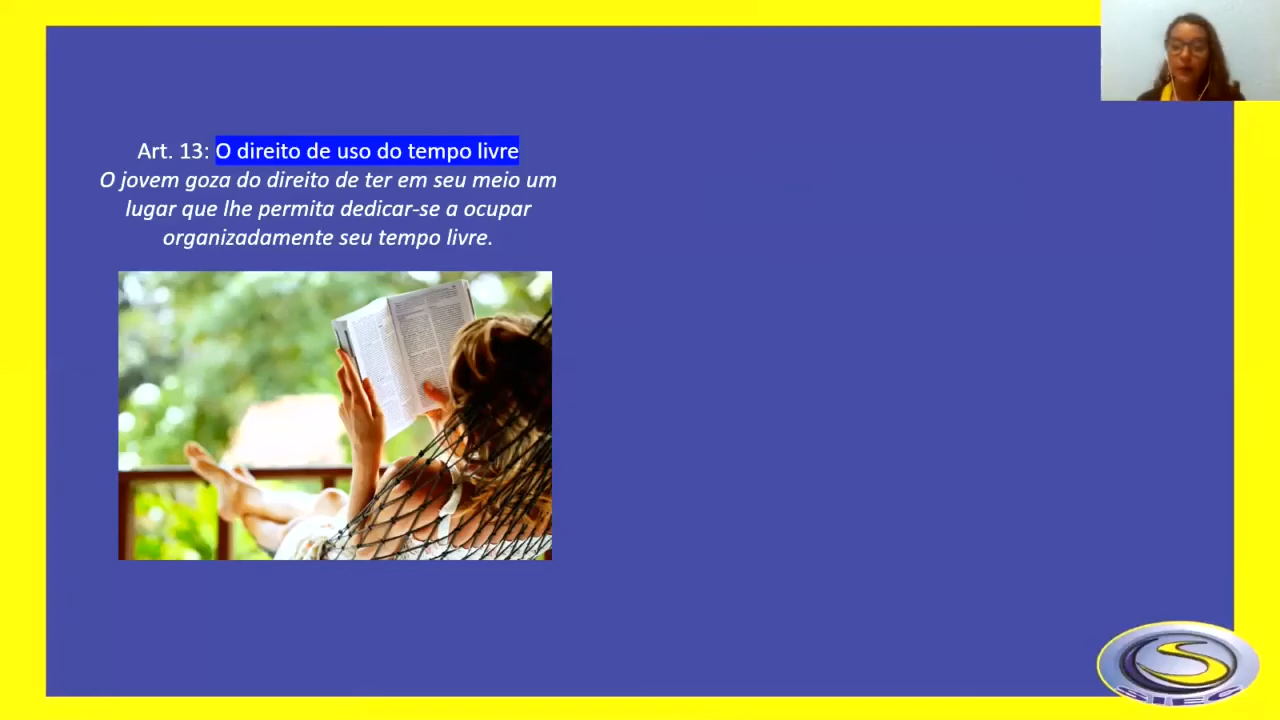 Art. 13: O direito de uso do tempo livre
O jovem goza do direito de ter em seu meio um
lugar que lhe permita dedicar-se a ocupar
organizadamente seu tempo livre.
SIEC